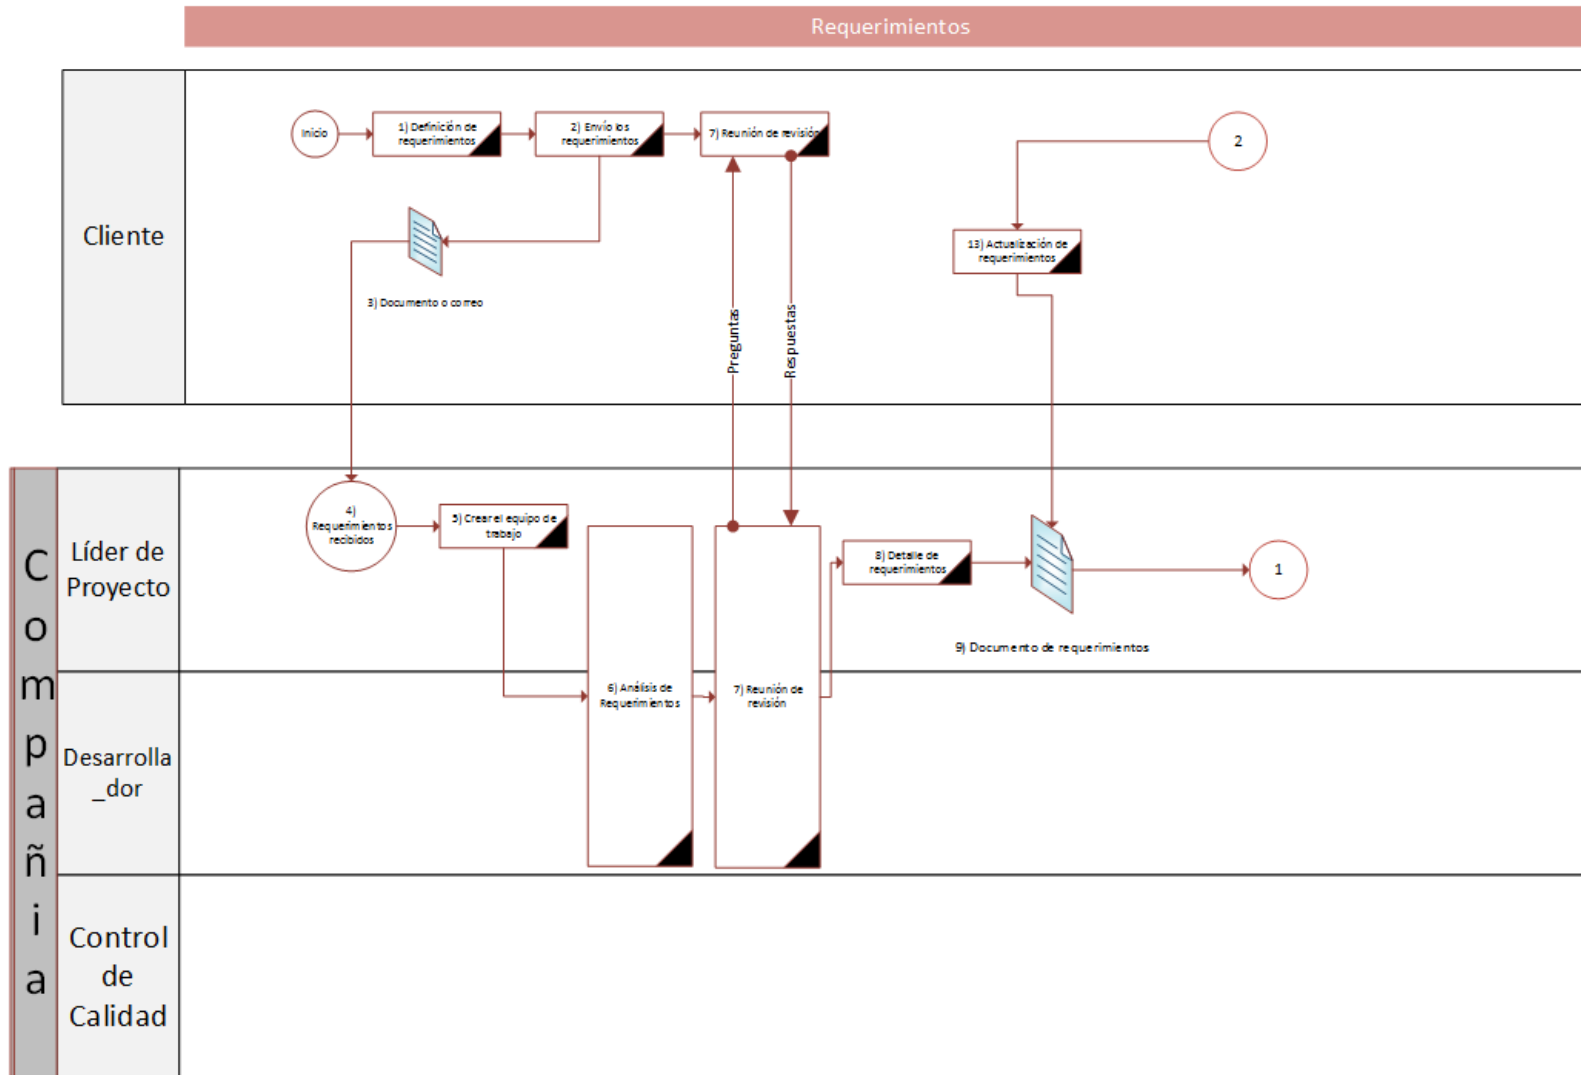 Requerimientos
Cliente
Inicio
1) Definición de
requerimientos
2) Envío los
requerimientos
7) Reunión de revisión
2
3) Documento o correo
13) Actualización de
requerimientos
Preguntas
Respuestas
Compañia
Líder de
Proyecto
4)
Requerimientos
recibidos
5) Crear el equipo de
trabajo
8) Detalle de
requerimientos
1
9) Documento de requerimientos
Desarrolla
_dor
6) Análisis de
Requerimientos
7) Reunión de
revisión
Control
de
Calidad